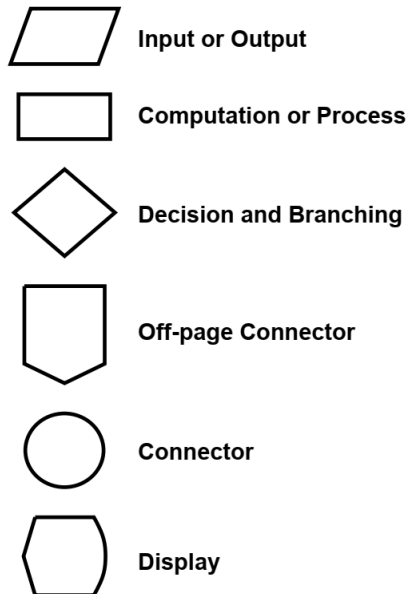 Input or Output
Computation or Process
Decision and Branching
Off-page Connector
Connector
Display